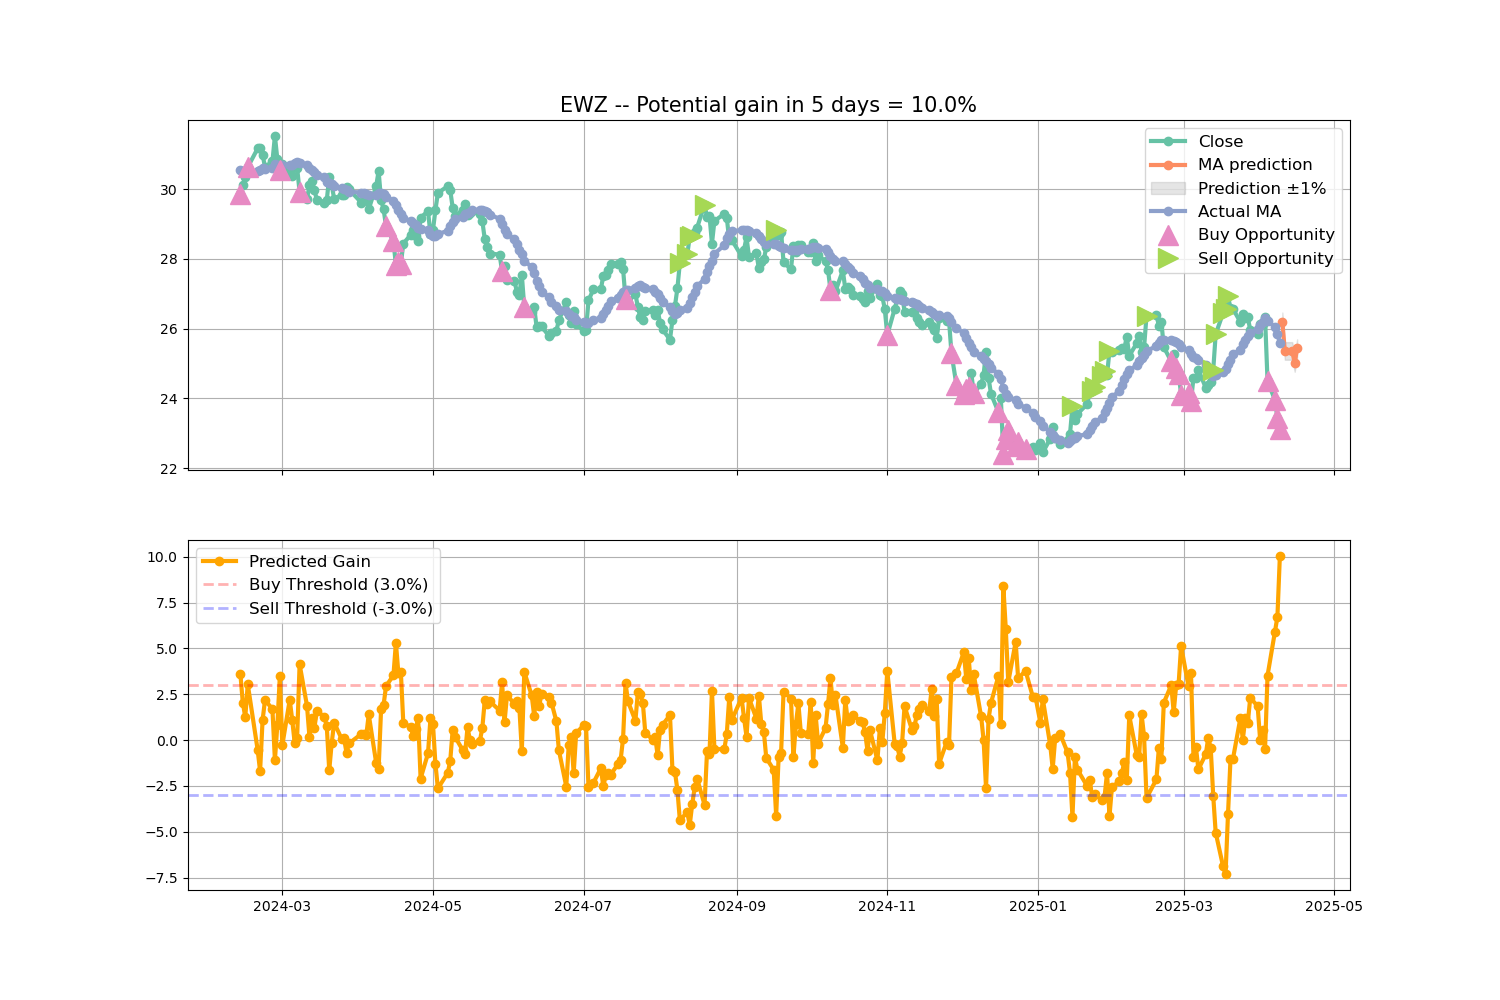 EWZ -- Potential gain in 5 days = 10.0%
30
28
26
24
22
Close
MA prediction
Prediction ±1%
Actual MA
Buy Opportunity
Sell Opportunity
10.0
7.5
5.0
2.5
0.0
−2.5
−5.0
−7.5
Predicted Gain
Buy Threshold (3.0%)
Sell Threshold (-3.0%)
2024-03
2024-05
2024-07
2024-09
2024-11
2025-01
2025-03
2025-05